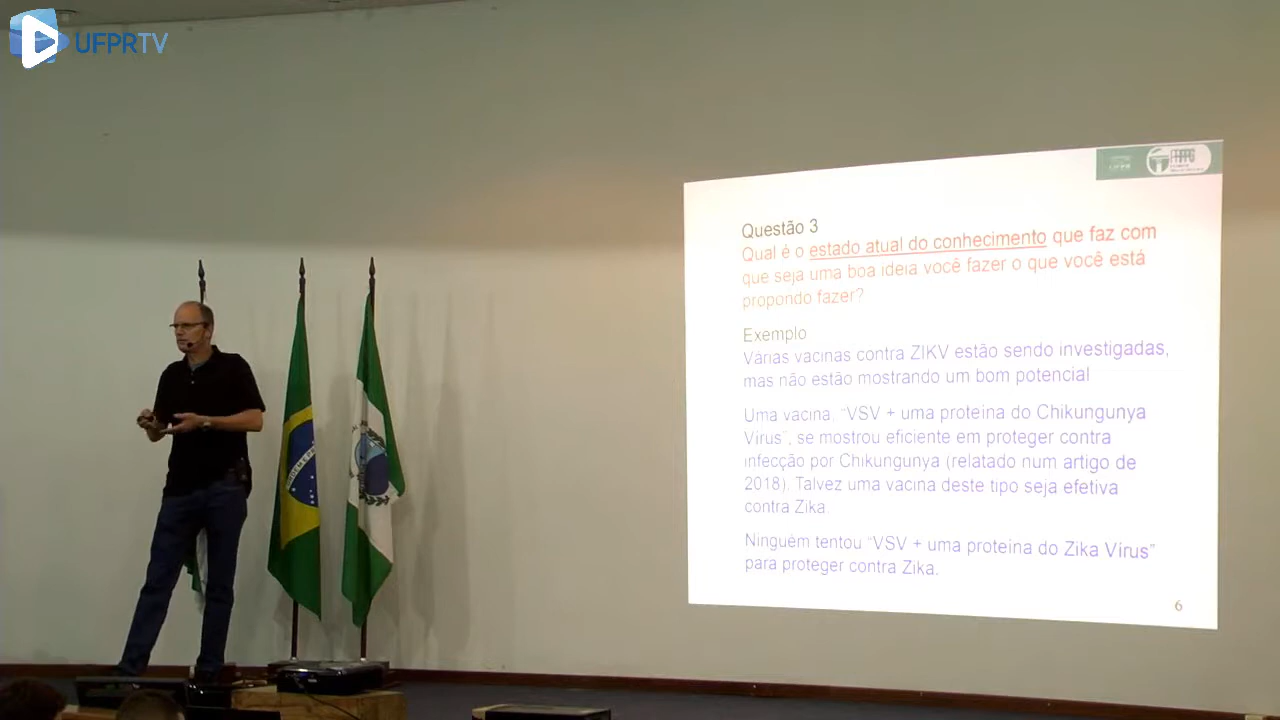 UFPRTV
UFPR
Questão 3
Qual é o estado atual do conhecimento que faz com
que seja uma boa ideia você fazer o que você está
propondo fazer?
Exemplo
Várias vacinas contra ZIKV estão sendo investigadas,
mas não estão mostrando um bom potencial
Uma vacina, “VSV + uma proteína do Chikungunya
Vírus”, se mostrou eficiente em proteger contra
infecção por Chikungunya (relatado num artigo de
2018). Talvez uma vacina deste tipo seja efetiva
contra Zika.
Ninguém tentou “VSV + uma proteína do Zika Vírus”
para proteger contra Zika.
6